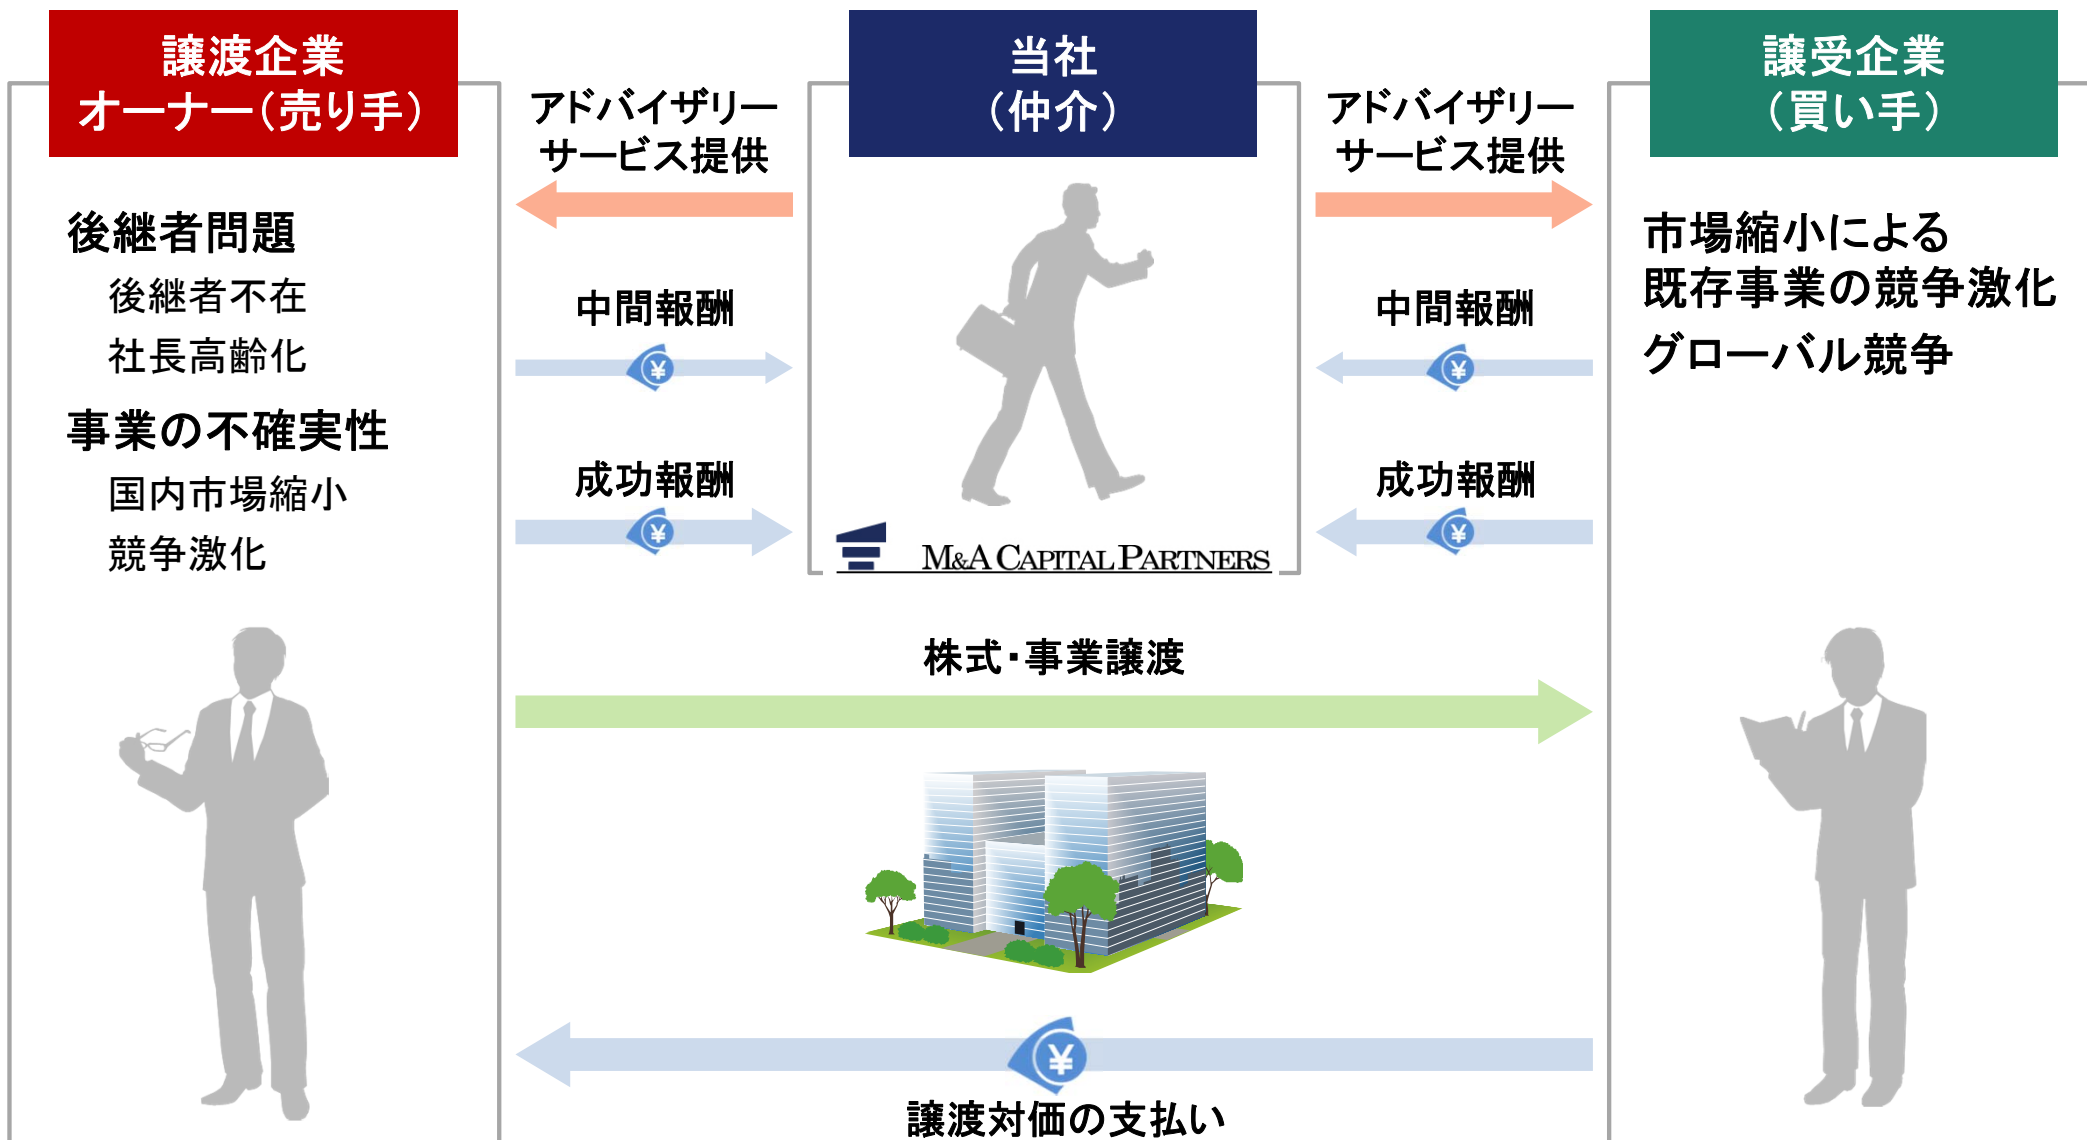 譲渡企業
オーナー（売り手）
後継者問題
後継者不在
社長高齢化
事業の不確実性
国内市場縮小
競争激化
アドバイザリー
サービス提供
中間報酬
¥
成功報酬
¥
当社
（仲介）
M&A CAPITAL PARTNERS
アドバイザリー
サービス提供
中間報酬
¥
成功報酬
¥
譲受企業
（買い手）
市場縮小による
既存事業の競争激化
グローバル競争
株式・事業譲渡
¥
譲渡対価の支払い